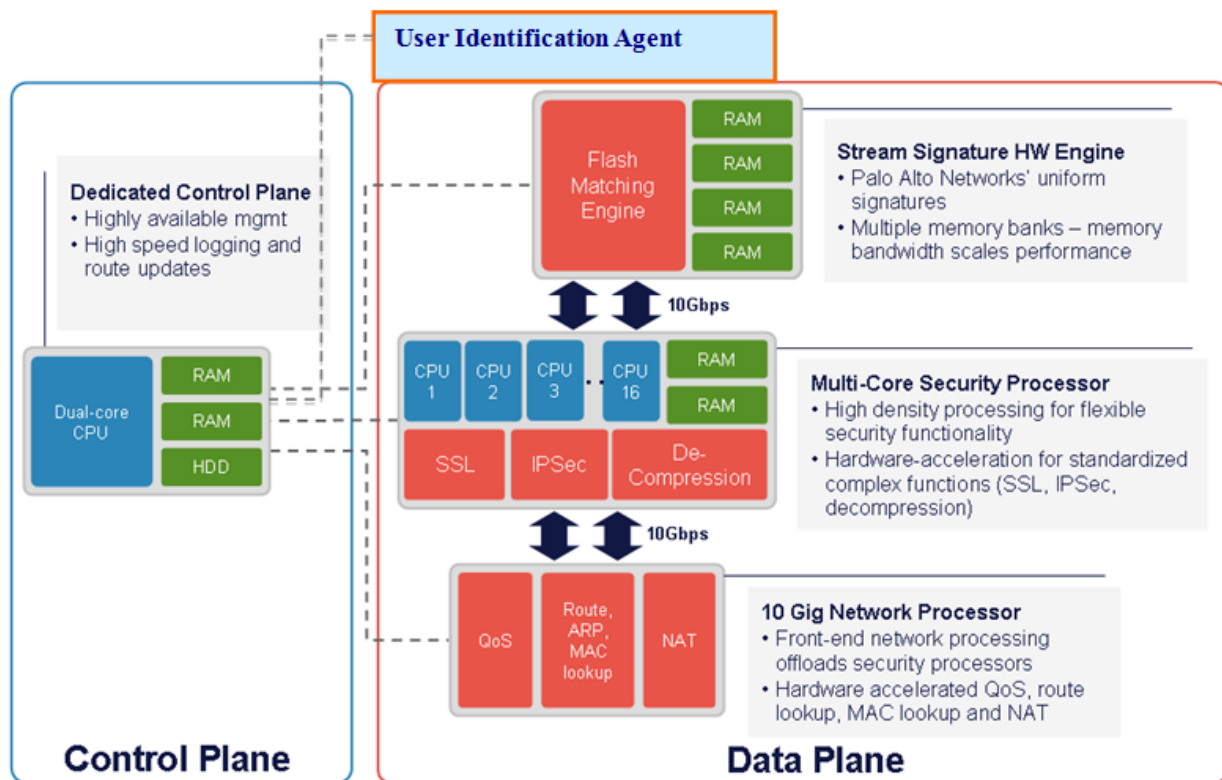 User Identification Agent
Dedicated Control Plane
• Highly available mgmt
• High speed logging and
route updates
Dual-core
CPU
RAM
RAM
HDD
Control Plane
Flash
Matching
Engine
RAM
RAM
RAM
RAM
Stream Signature HW Engine
• Palo Alto Networks' uniform
signatures
• Multiple memory banks – memory
bandwidth scales performance
10Gbps
CPU
1
CPU
2
CPU
3
..
CPU
16
RAM
RAM
SSL
IPSec
De-
Compression
Multi-Core Security Processor
• High density processing for flexible
security functionality
• Hardware-acceleration for standardized
complex functions (SSL, IPSec,
decompression)
10Gbps
QoS
Route,
ARP,
MAC
lookup
NAT
10 Gig Network Processor
• Front-end network processing
offloads security processors
• Hardware accelerated QoS, route
lookup, MAC lookup and NAT
Data Plane